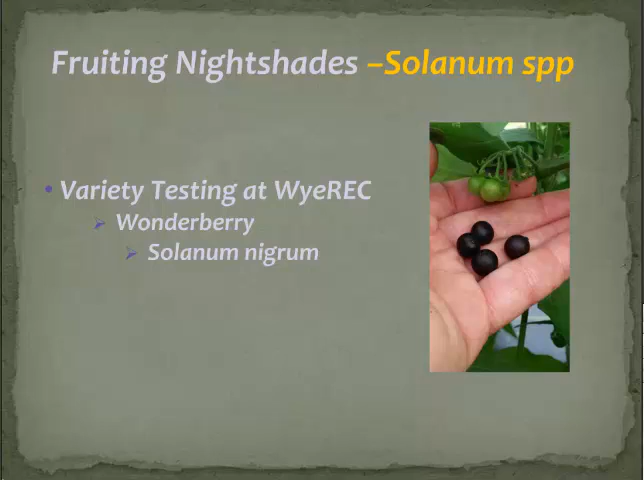 Fruiting Nightshades –Solanum spp
• Variety Testing at WyeREC
➢ Wonderberry
➢ Solanum nigrum